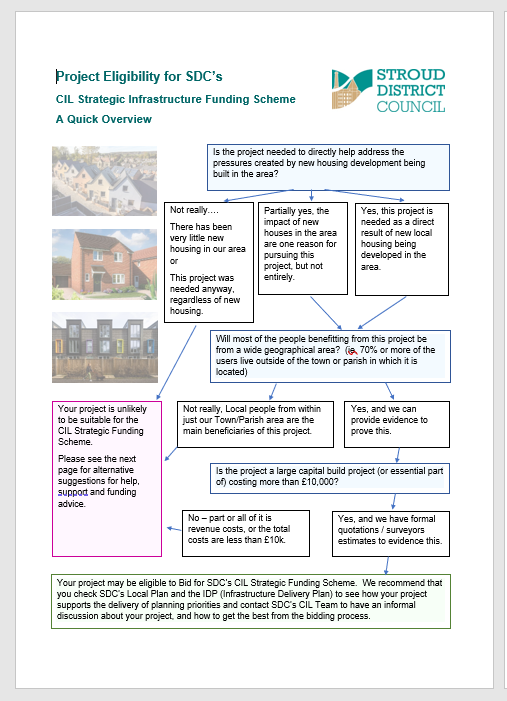 Project Eligibility for SDC's
CIL Strategic Infrastructure Funding Scheme
A Quick Overview
STROUD
DISTRICT
COUNCIL
Is the project needed to directly help address the
pressures created by new housing development being
built in the area?
Not really....
There has been
very little new
housing in our area
or
This project was
needed anyway,
regardless of new
housing.
Partially yes, the
impact of new
houses in the area
are one reason for
pursuing this
project, but not
entirely.
Yes, this project is
needed as a direct
result of new local
housing being
developed in the
area.
Will most of the people benefitting from this project be
from a wide geographical area? (ie, 70% or more of the
users live outside of the town or parish in which it is
located)
Your project is unlikely
to be suitable for the
CIL Strategic Funding
Scheme.
Please see the next
page for alternative
suggestions for help,
support and funding
advice.
Not really, Local people from within
just our Town/Parish area are the
main beneficiaries of this project.
Yes, and we can
provide evidence to
prove this.
Is the project a large capital build project (or essential part
of) costing more than £10,000?
No – part or all of it is
revenue costs, or the total
costs are less than £10k.
Yes, and we have formal
quotations / surveyors
estimates to evidence this.
Your project may be eligible to Bid for SDC's CIL Strategic Funding Scheme. We recommend that
you check SDC's Local Plan and the IDP (Infrastructure Delivery Plan) to see how your project
supports the delivery of planning priorities and contact SDC's CIL Team to have an informal
discussion about your project, and how to get the best from the bidding process.